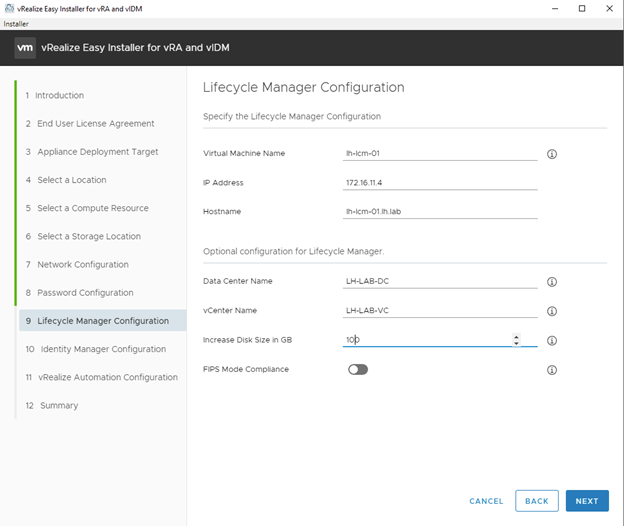 vRealize Easy Installer for vRA and vIDM
Installer
vm vRealize Easy Installer for vRA and vIDM
1 Introduction
2 End User License Agreement
3 Appliance Deployment Target
4 Select a Location
5 Select a Compute Resource
6 Select a Storage Location
7 Network Configuration
8 Password Configuration
9 Lifecycle Manager Configuration
10 Identity Manager Configuration
11 vRealize Automation Configuration
12 Summary
Lifecycle Manager Configuration
Specify the Lifecycle Manager Configuration
Virtual Machine Name lh-lcm-01
IP Address 172.16.11.4
Hostname lh-lcm-01.lh.lab
Optional configuration for Lifecycle Manager.
Data Center Name LH-LAB-DC
vCenter Name LH-LAB-VC
Increase Disk Size in GB 100
FIPS Mode Compliance
CANCEL BACK NEXT